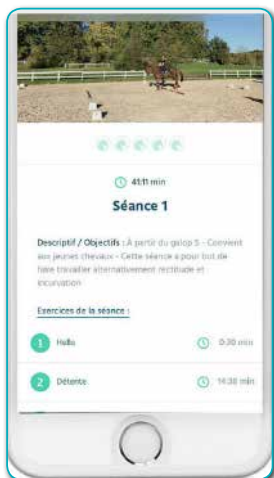 41:11 min
Séance 1
Descriptif / Objectifs : À partir du galop 5 - Convient
aux jeunes chevaux - Cette séance a pour but de
faire travailler alternativement rectitude et
incurvation
Exercices de la séance :
1 Hello 0:30 min
2 Détente 14:38 min